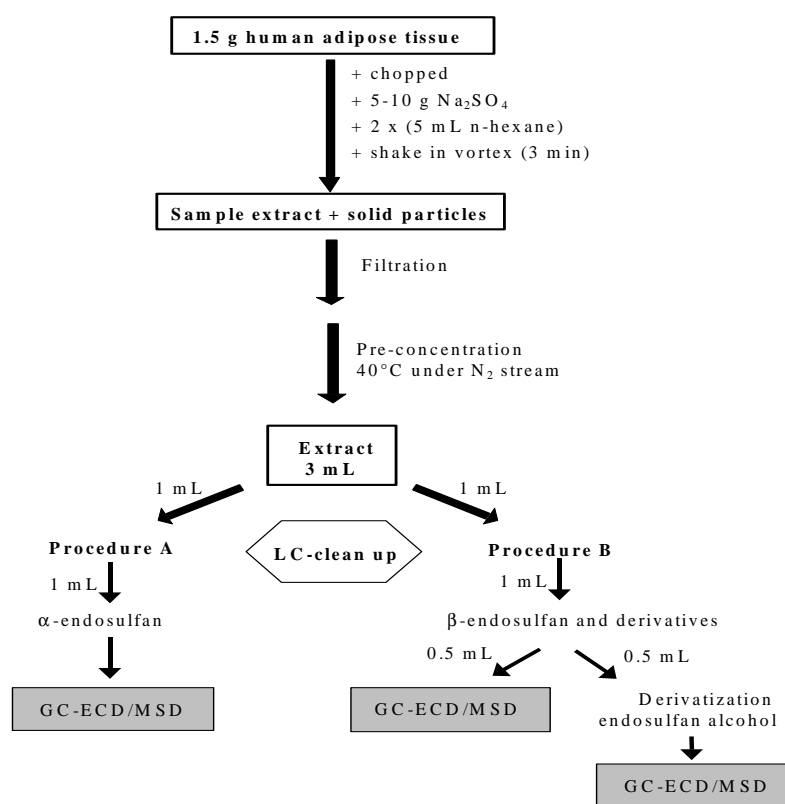 1.5 g human adipose tissue
+ chopped
+ 5-10 g Na₂SO₄
+ 2 x (5 mL n-hexane)
+ shake in vortex (3 min)
Sample extract + solid particles
Filtration
Pre-concentration
40°C under N₂ stream
Extract
3 mL
1 mL
1 mL
Procedure A
LC-clean up
Procedure B
1 mL
1 mL
α-endosulfan
β-endosulfan and derivatives
0.5 mL
0.5 mL
GC-ECD/MSD
GC-ECD/MSD
Derivatization
endosulfan alcohol
GC-ECD/MSD